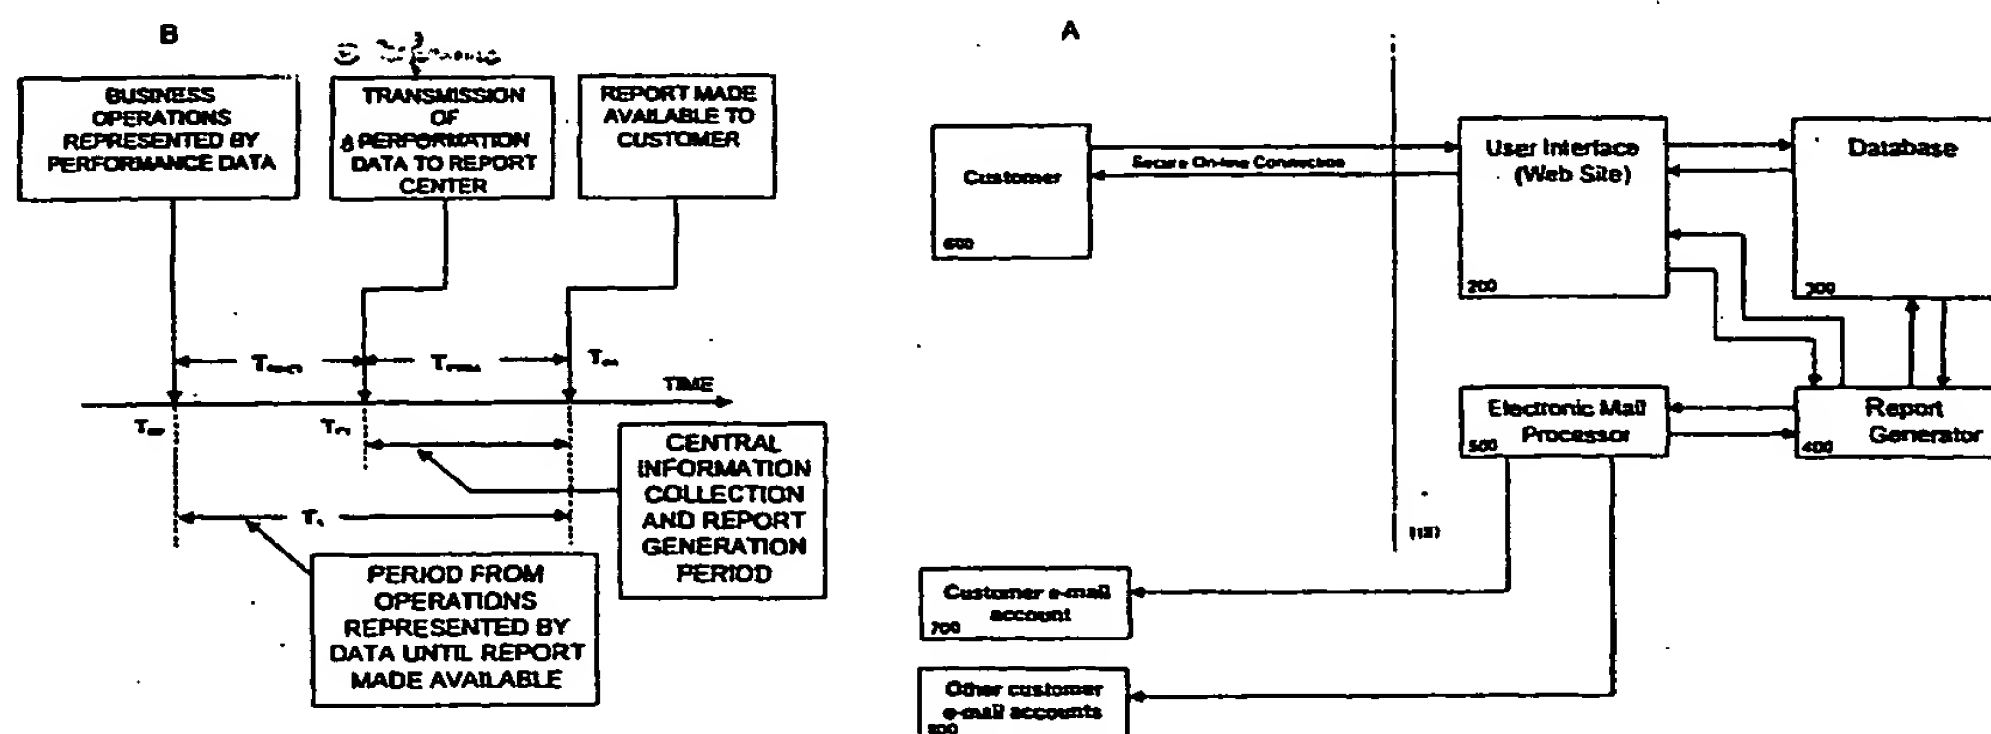 B
BUSINESS
OPERATIONS
REPRESENTED BY
PERFORMANCE DATA
TRANSMISSION
OF
PERFORMATION
DATA TO REPORT
CENTER
REPORT MADE
AVAILABLE TO
CUSTOMER
TIME
CENTRAL
INFORMATION
COLLECTION
AND REPORT
GENERATION
PERIOD
PERIOD FROM
OPERATIONS
REPRESENTED BY
DATA UNTIL REPORT
MADE AVAILABLE
A
Customer
600
Secure On-line Connection
User Interface
(Web Site)
200
Database
300
Electronic Mail
Processor
500
Report
Generator
400
Customer e-mail
account
700
Other customer
e-mail accounts
800